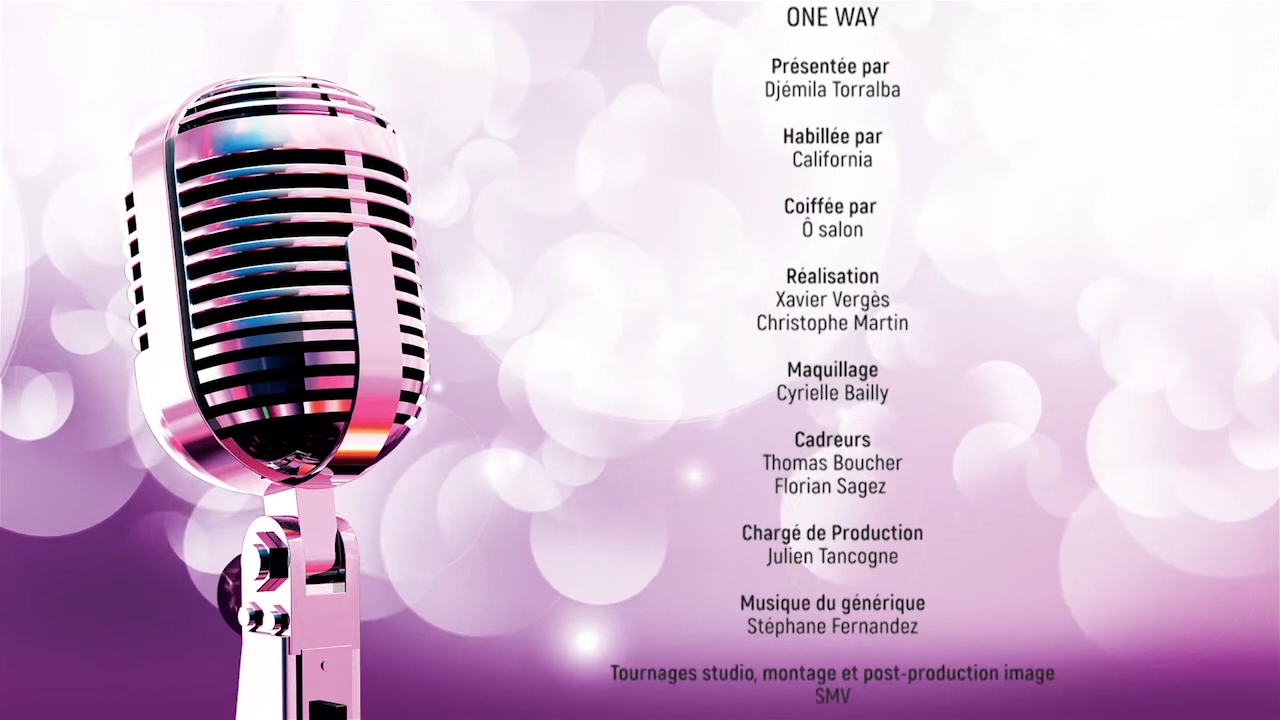 ONE WAY
Présentée par
Djémila Torralba
Habillée par
California
Coiffée par
Ô salon
Réalisation
Xavier Vergès
Christophe Martin
Maquillage
Cyrielle Bailly
Cadreurs
Thomas Boucher
Florian Sagez
Chargé de Production
Julien Tancogne
Musique du générique
Stéphane Fernandez
Tournages studio, montage et post-production image
SMV